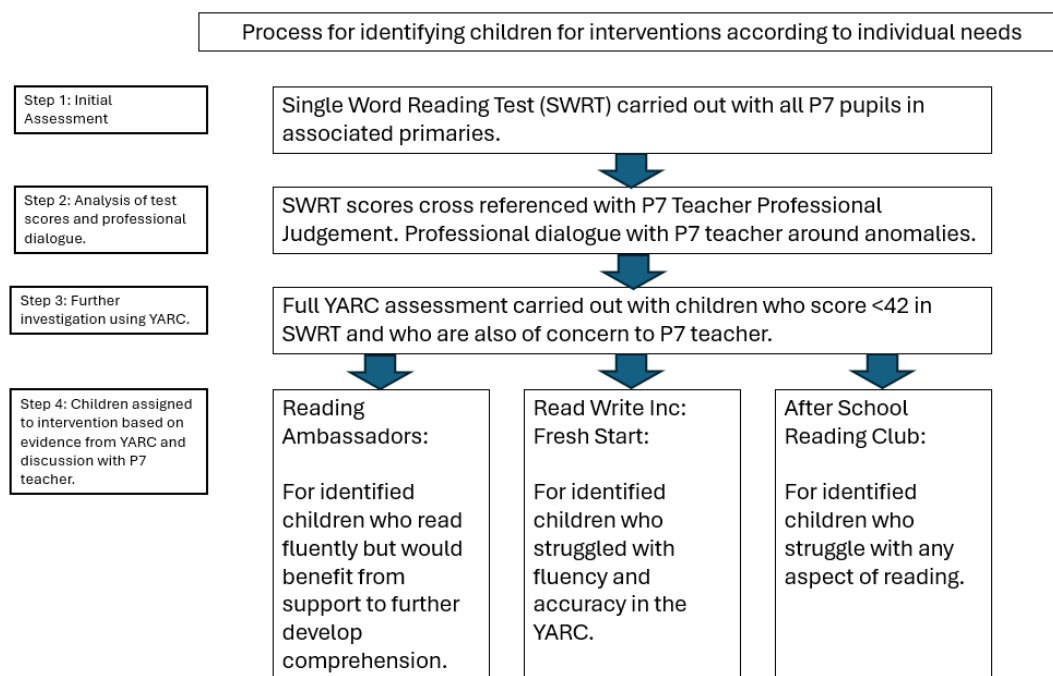 Process for identifying children for interventions according to individual needs
Step 1: Initial
Assessment
Single Word Reading Test (SWRT) carried out with all P7 pupils in
associated primaries.
Step 2: Analysis of test
scores and professional
dialogue.
SWRT scores cross referenced with P7 Teacher Professional
Judgement. Professional dialogue with P7 teacher around anomalies.
Step 3: Further
investigation using YARC.
Full YARC assessment carried out with children who score <42 in
SWRT and who are also of concern to P7 teacher.
Step 4: Children assigned
to intervention based on
evidence from YARC and
discussion with P7
teacher.
Reading
Ambassadors:
For identified
children who read
fluently but would
benefit from
support to further
develop
comprehension.
Read Write Inc:
Fresh Start:
For identified
children who
struggled with
fluency and
accuracy in the
YARC.
After School
Reading Club:
For identified
children who
struggle with any
aspect of reading.